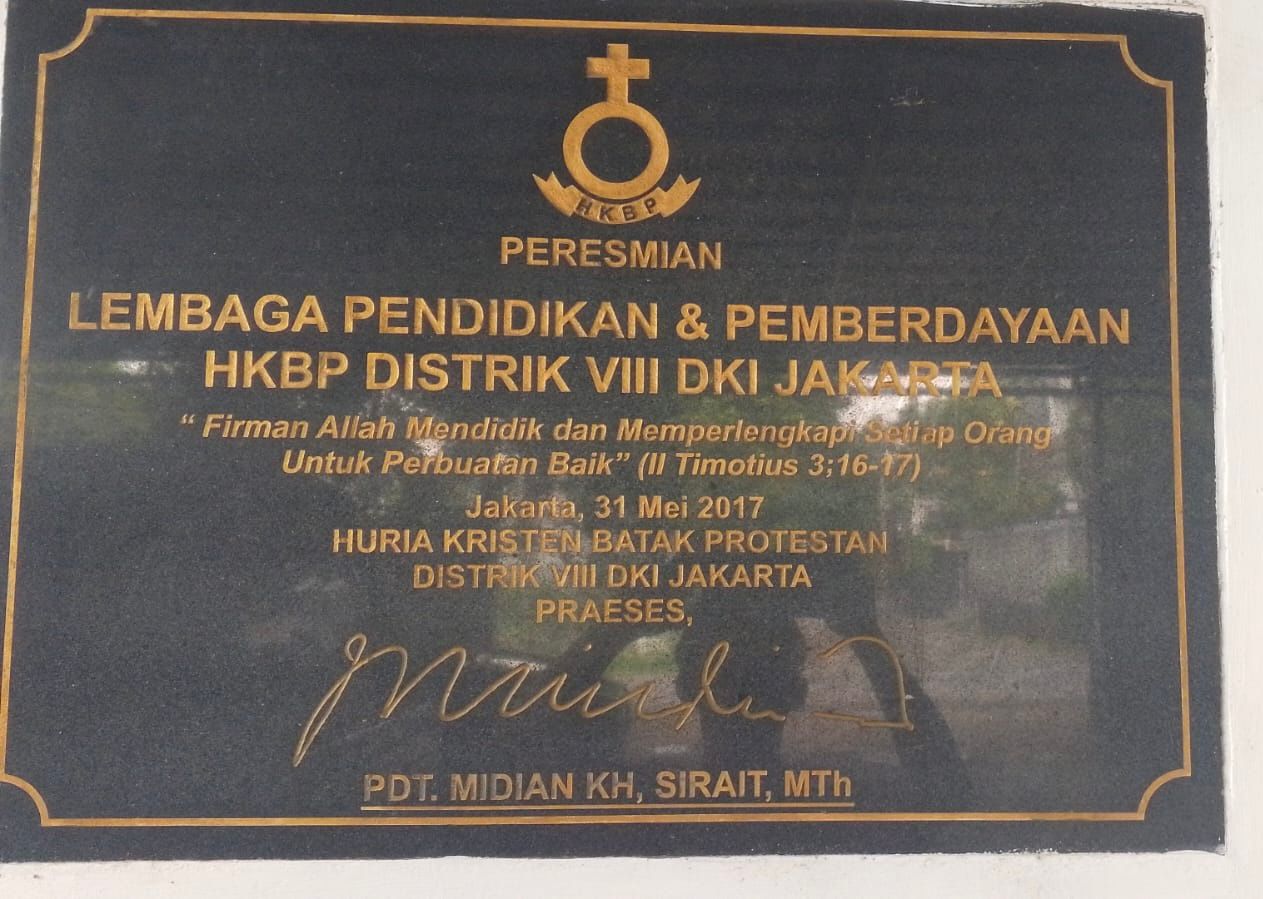 HKBP
PERESMIAN
LEMBAGA PENDIDIKAN & PEMBERDAYAAN
HKBP DISTRIK VIII DKI JAKARTA
“ Firman Allah Mendidik dan Memperlengkapi Setiap Orang
Untuk Perbuatan Baik” (II Timotius 3;16-17)
Jakarta, 31 Mei 2017
HURIA KRISTEN BATAK PROTESTAN
DISTRIK VIII DKI JAKARTA
PRAESES,
PDT. MIDIAN KH, SIRAIT, MTh